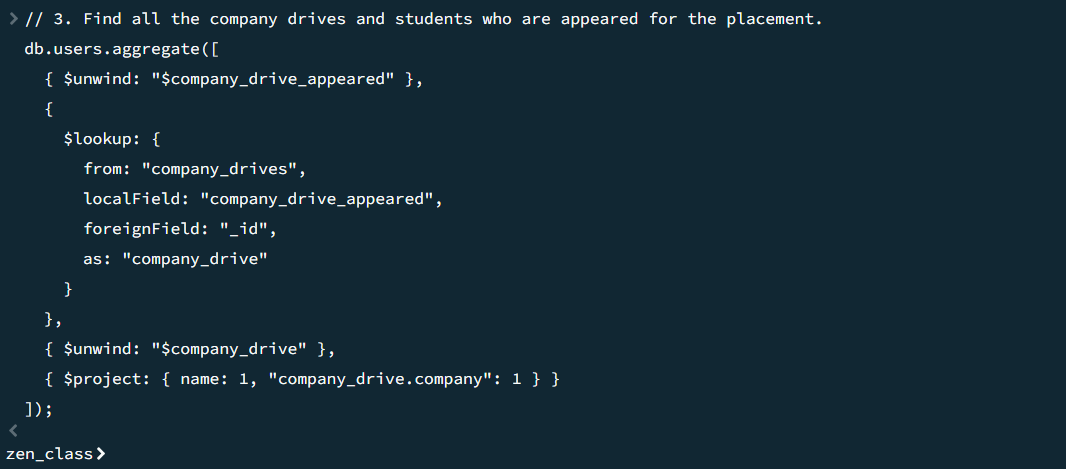 > // 3. Find all the company drives and students who are appeared for the placement.
db.users.aggregate([
  { $unwind: "$company_drive_appeared" },
  {
    $lookup: {
      from: "company_drives",
      localField: "company_drive_appeared",
      foreignField: "_id",
      as: "company_drive"
    }
  },
  { $unwind: "$company_drive" },
  { $project: { name: 1, "company_drive.company": 1 } }
]);
<
zen_class>